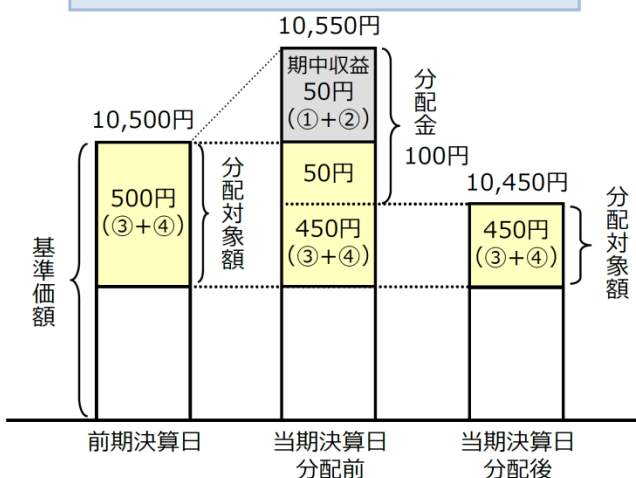 10,550円
期中収益
50円
(①+②)
分配金
100円
10,500円
500円
(③+④)
分配対象額
50円
450円
(③+④)
10,450円
450円
(③+④)
分配対象額
基準価額
前期決算日
当期決算日
分配前
当期決算日
分配後